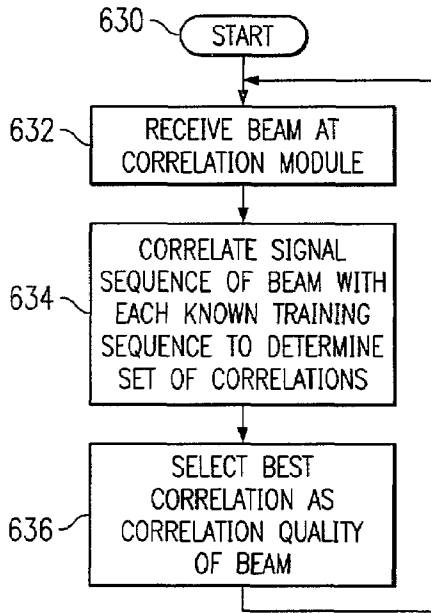 630
START
632
RECEIVE BEAM AT
CORRELATION MODULE
634
CORRELATE SIGNAL
SEQUENCE OF BEAM WITH
EACH KNOWN TRAINING
SEQUENCE TO DETERMINE
SET OF CORRELATIONS
636
SELECT BEST
CORRELATION AS
CORRELATION QUALITY
OF BEAM